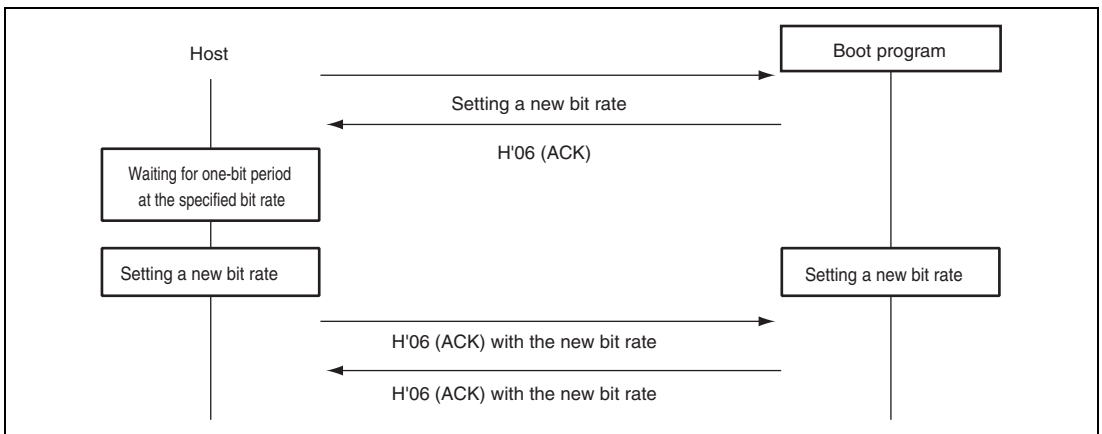 Host
Boot program
Setting a new bit rate
H'06 (ACK)
Waiting for one-bit period
at the specified bit rate
Setting a new bit rate
Setting a new bit rate
H'06 (ACK) with the new bit rate
H'06 (ACK) with the new bit rate